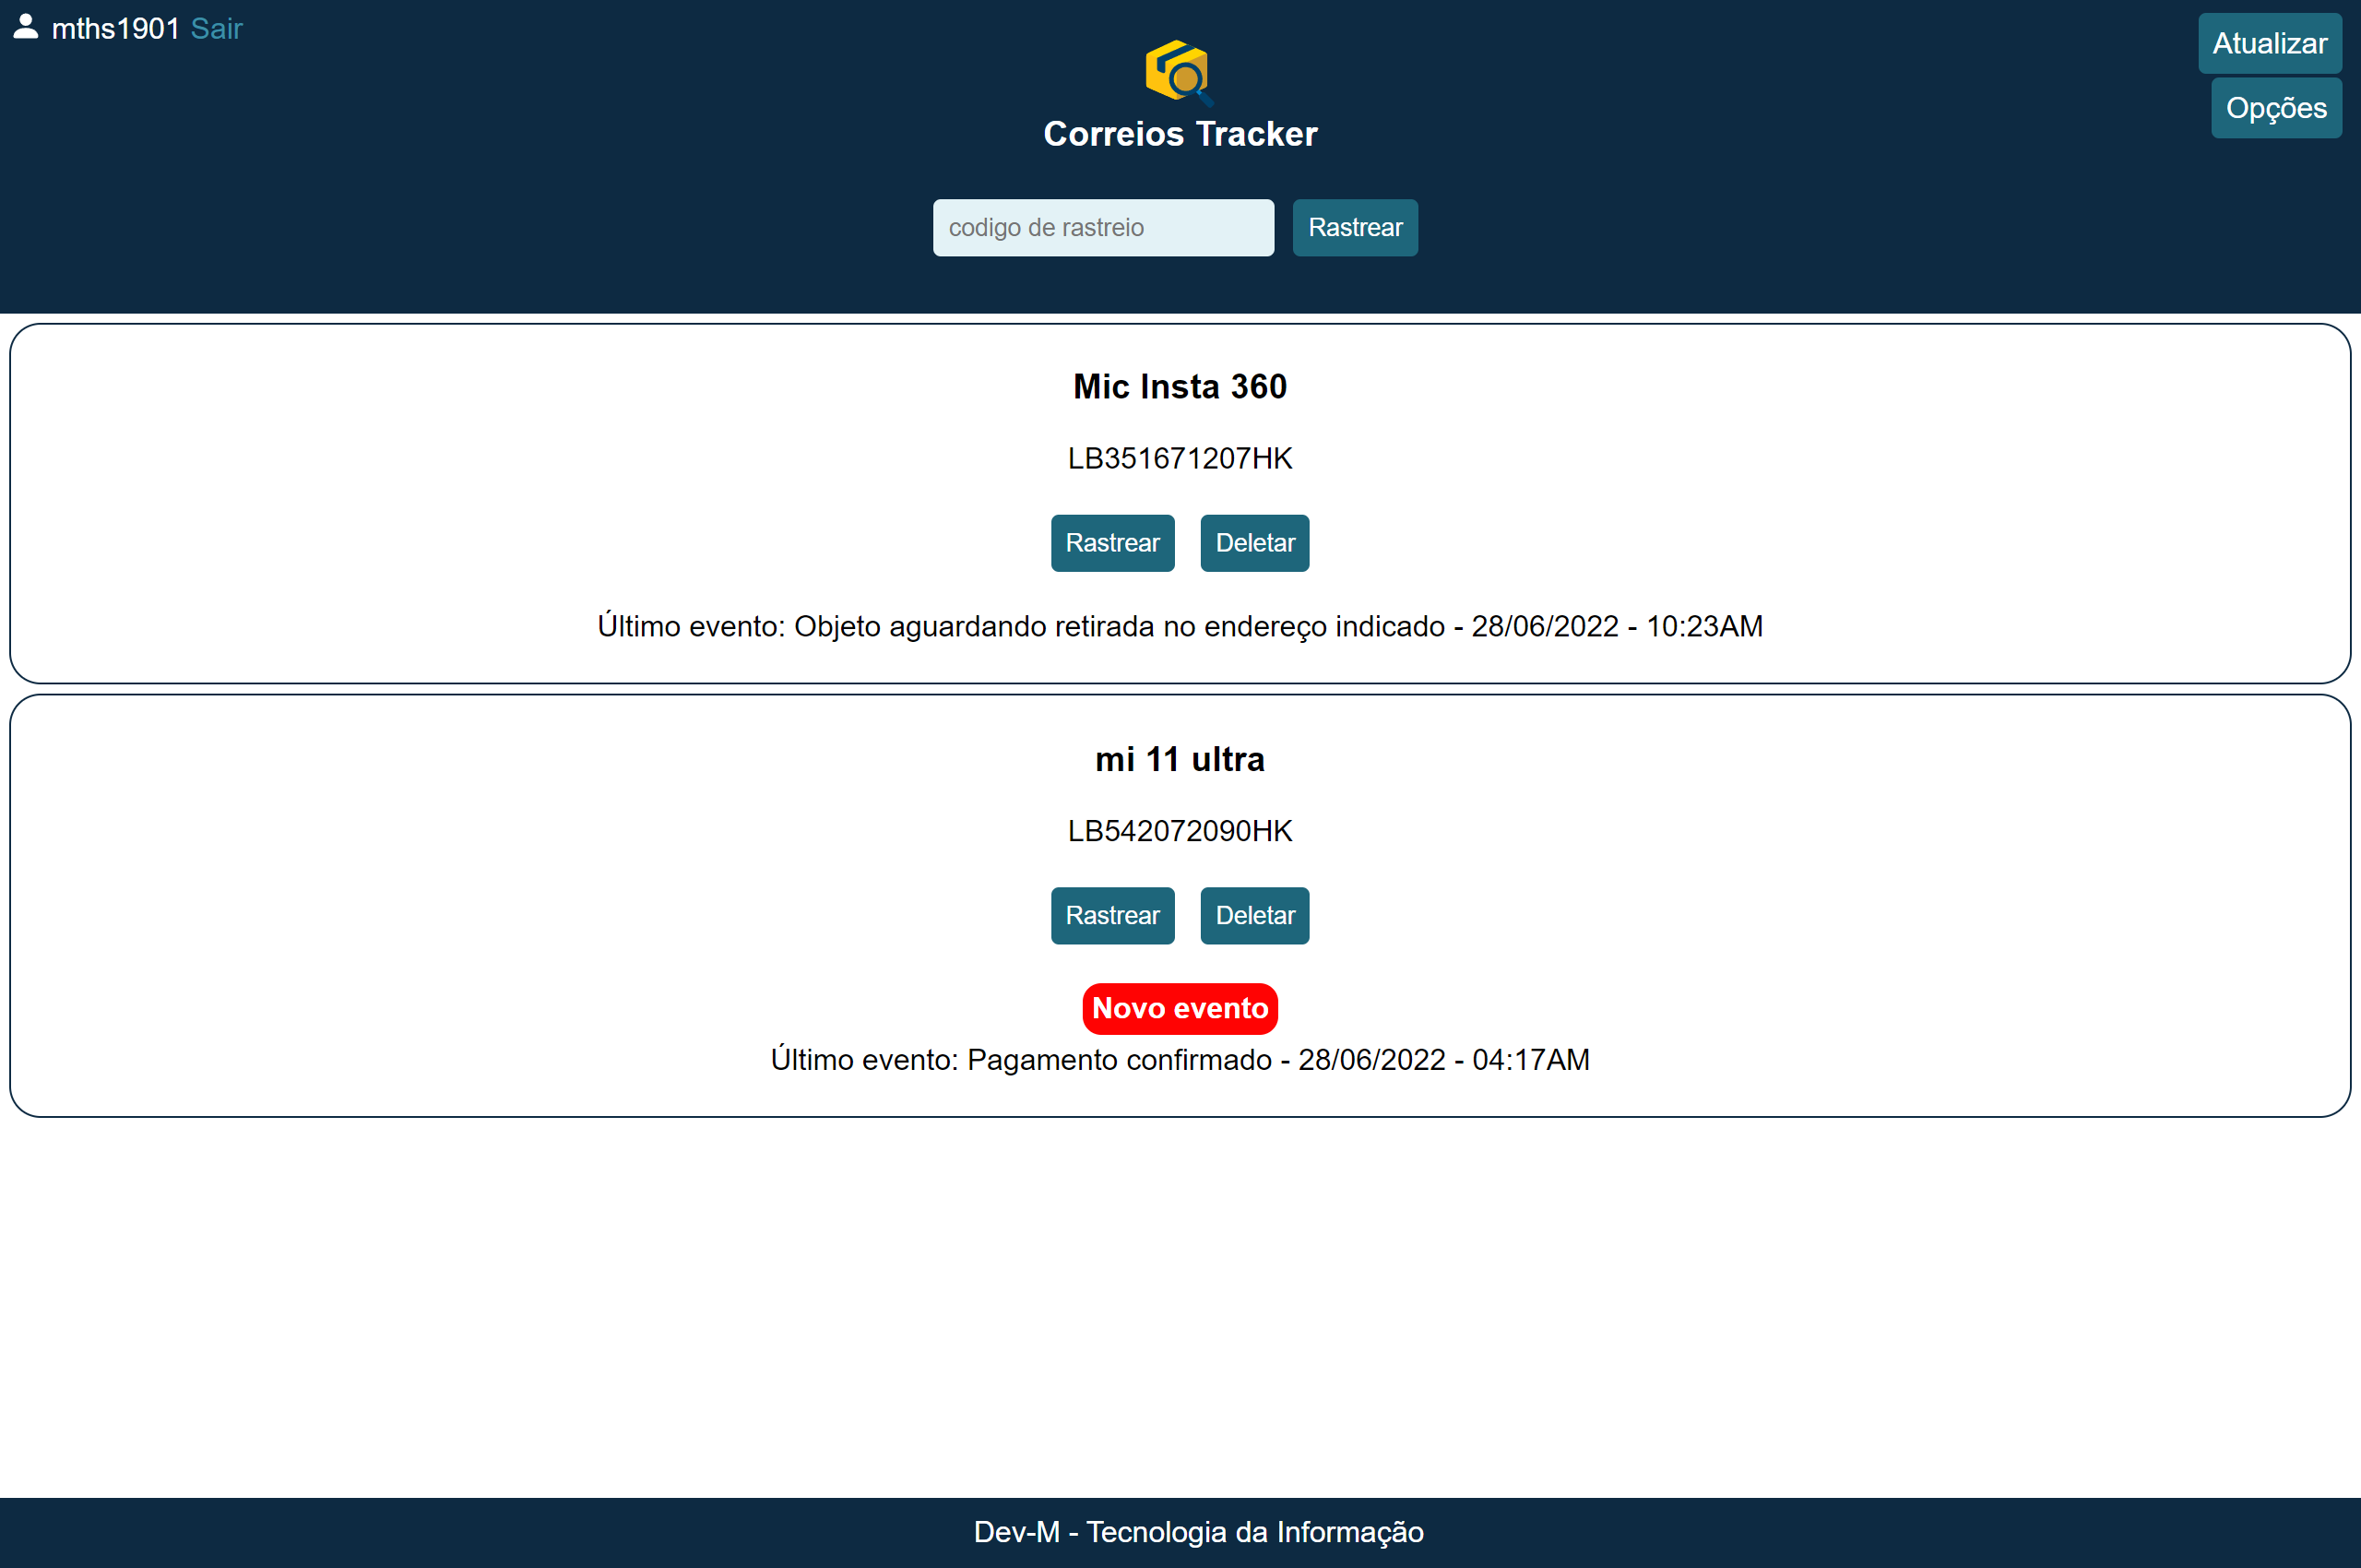 mths1901 Sair
Atualizar
Opções
Correios Tracker
codigo de rastreio Rastrear
Mic Insta 360
LB351671207HK
Rastrear Deletar
Último evento: Objeto aguardando retirada no endereço indicado - 28/06/2022 - 10:23AM
mi 11 ultra
LB542072090HK
Rastrear Deletar
Novo evento
Último evento: Pagamento confirmado - 28/06/2022 - 04:17AM
Dev-M - Tecnologia da Informação